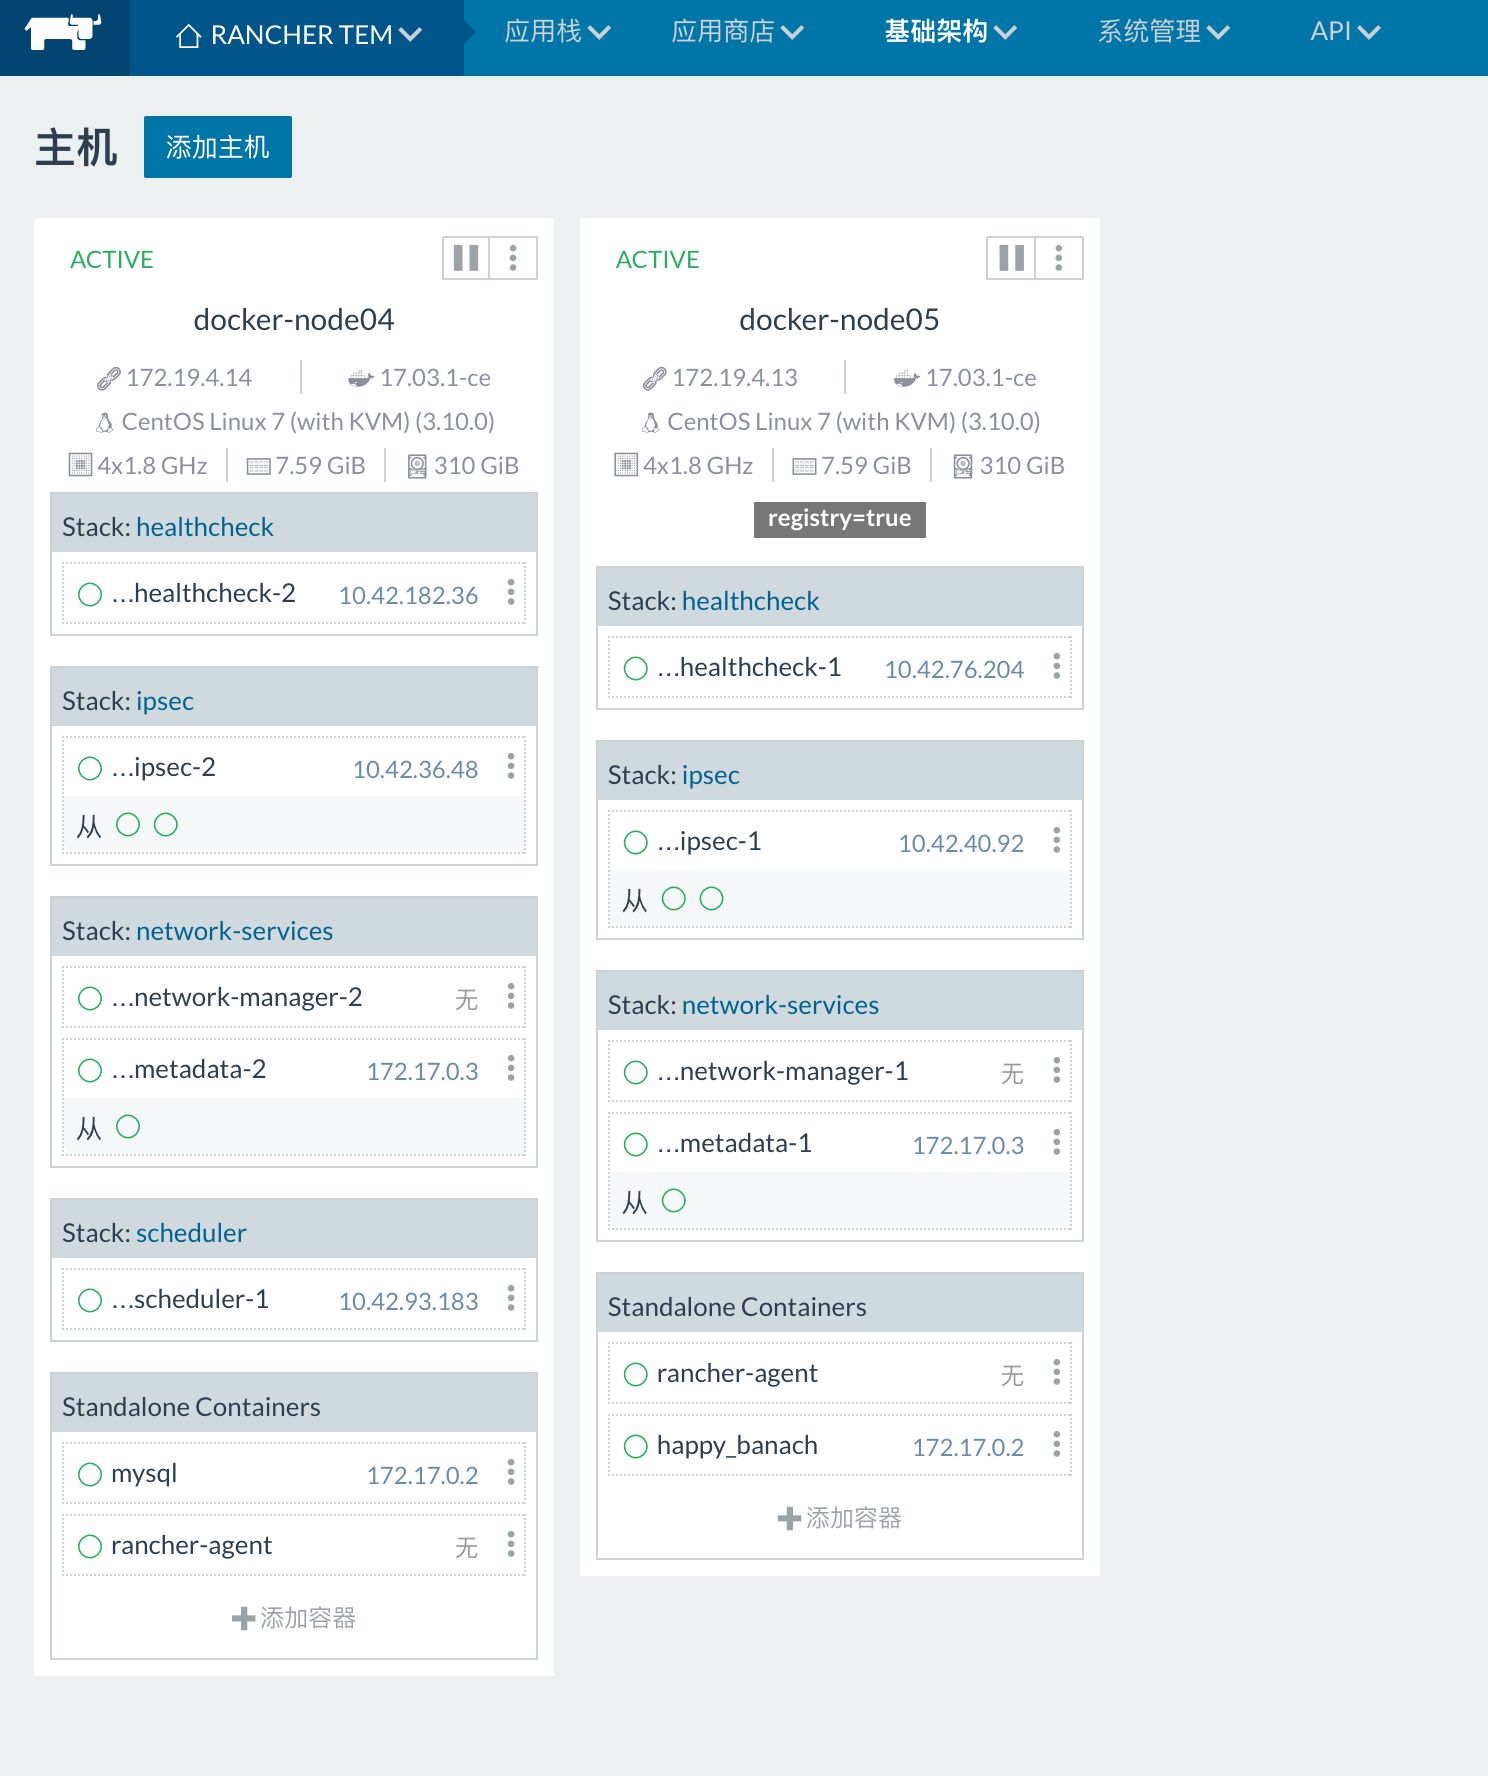 RANCHER TEM 应用栈 应用商店 基础架构 系统管理 API
主机 添加主机
ACTIVE
docker-node04
172.19.4.14 17.03.1-ce
CentOS Linux 7 (with KVM) (3.10.0)
4x1.8 GHz 7.59 GiB 310 GiB
Stack: healthcheck
...healthcheck-2 10.42.182.36
Stack: ipsec
...ipsec-2 10.42.36.48
从
Stack: network-services
...network-manager-2 无
...metadata-2 172.17.0.3
从
Stack: scheduler
...scheduler-1 10.42.93.183
Standalone Containers
mysql 172.17.0.2
rancher-agent 无
添加容器
ACTIVE
docker-node05
172.19.4.13 17.03.1-ce
CentOS Linux 7 (with KVM) (3.10.0)
4x1.8 GHz 7.59 GiB 310 GiB
registry=true
Stack: healthcheck
...healthcheck-1 10.42.76.204
Stack: ipsec
...ipsec-1 10.42.40.92
从
Stack: network-services
...network-manager-1 无
...metadata-1 172.17.0.3
从
Standalone Containers
rancher-agent 无
happy_banach 172.17.0.2
添加容器